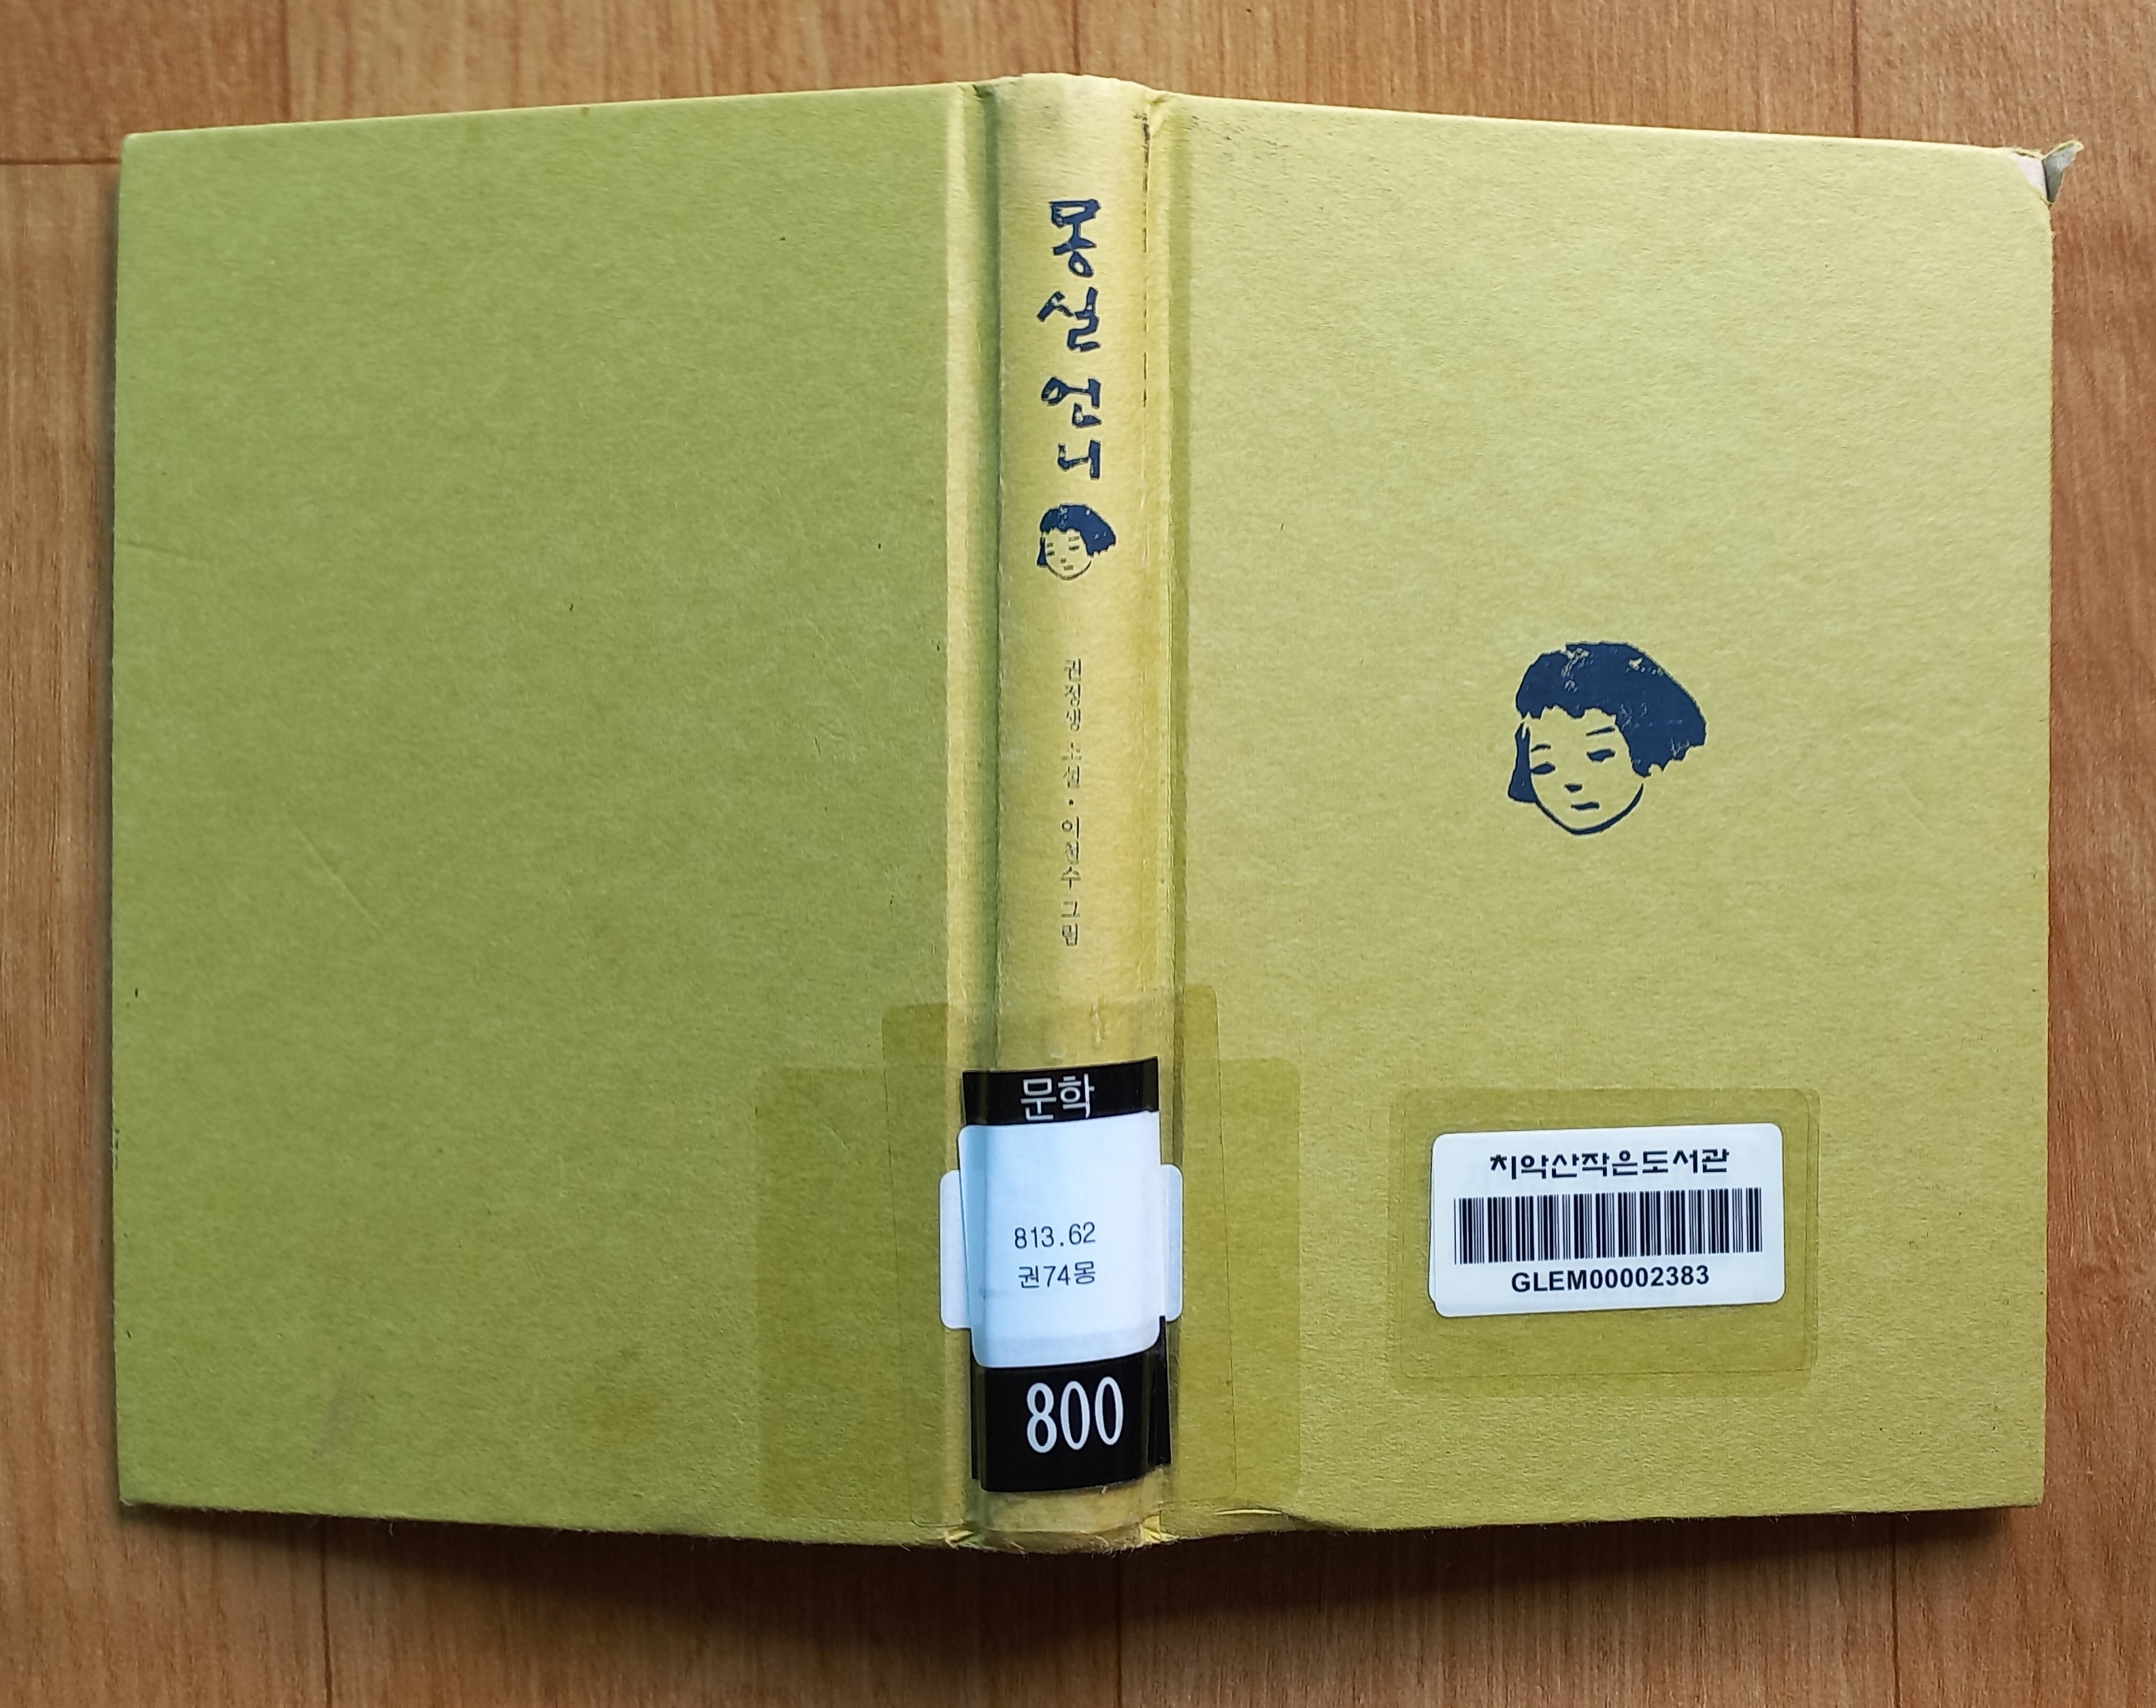 몽실 언니
권정생 소설 · 이철수 그림
문학
813.62
권74몽
800
치악산작은도서관
GLEM00002383